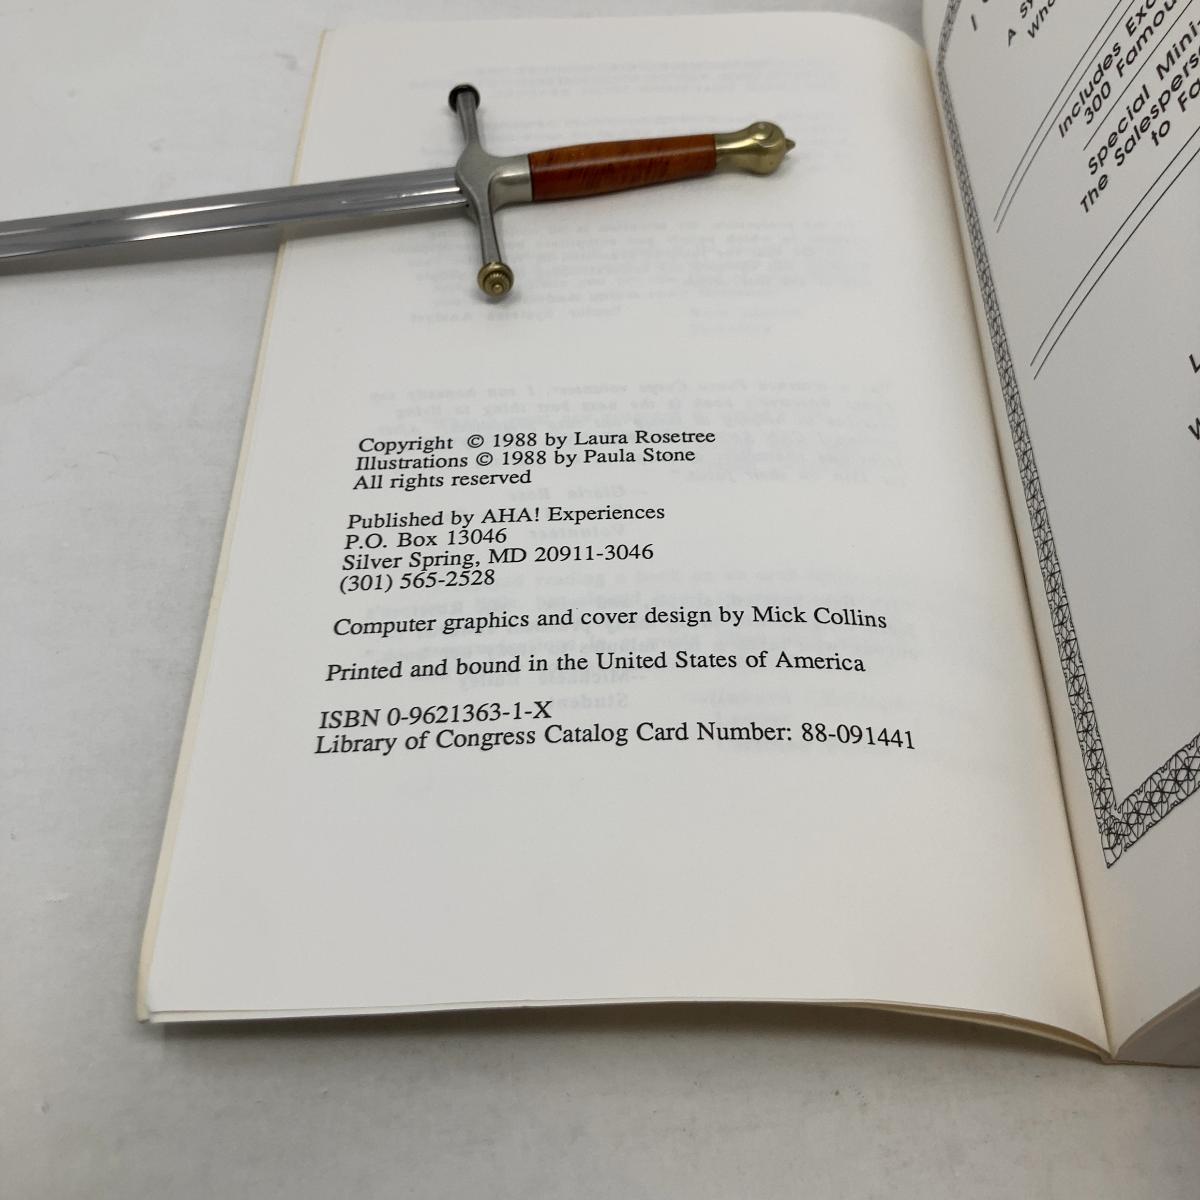 Copyright © 1988 by Laura Rosetree
Illustrations © 1988 by Paula Stone
All rights reserved
Published by AHA! Experiences
P.O. Box 13046
Silver Spring, MD 20911-3046
(301) 565-2528
Computer graphics and cover design by Mick Collins
Printed and bound in the United States of America
ISBN 0-9621363-1-X
Library of Congress Catalog Card Number: 88-091441
I
A
Includes
300 Famou
Special Mini-
The Salespers
to Fa